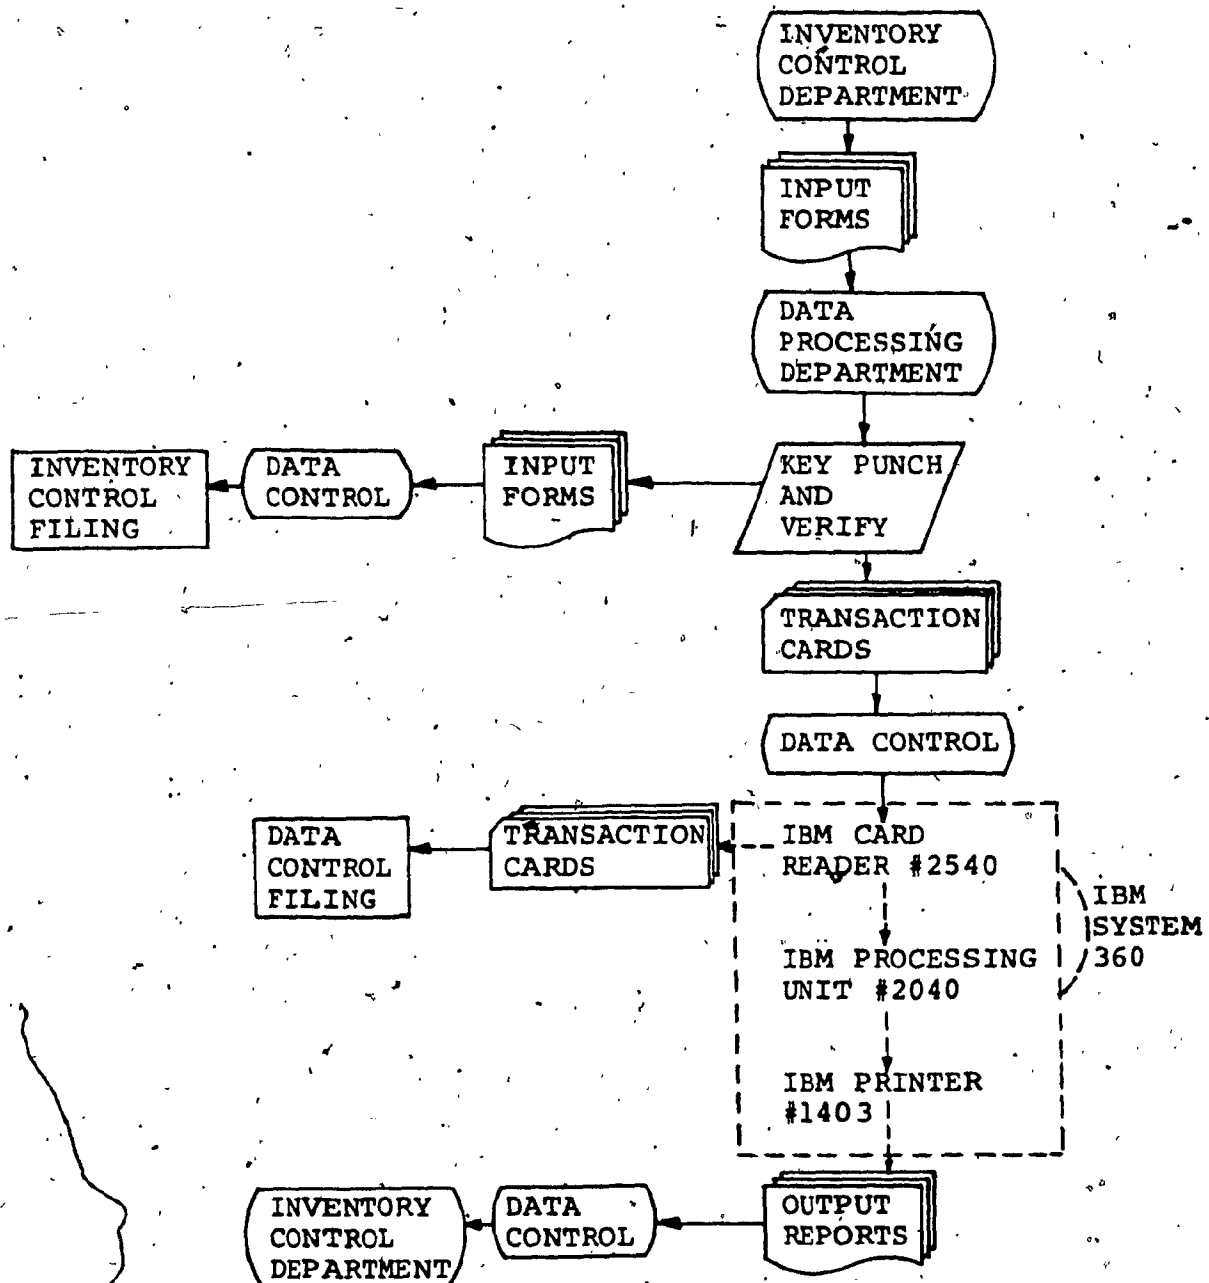 INVENTORY
CONTROL
DEPARTMENT
INPUT
FORMS
DATA
PROCESSING
DEPARTMENT
KEY PUNCH
AND
VERIFY
INPUT
FORMS
DATA
CONTROL
INVENTORY
CONTROL
FILING
TRANSACTION
CARDS
DATA CONTROL
IBM CARD
READER #2540
TRANSACTION
CARDS
DATA
CONTROL
FILING
IBM PROCESSING
UNIT #2040
IBM
SYSTEM
360
IBM PRINTER
#1403
OUTPUT
REPORTS
DATA
CONTROL
INVENTORY
CONTROL
DEPARTMENT